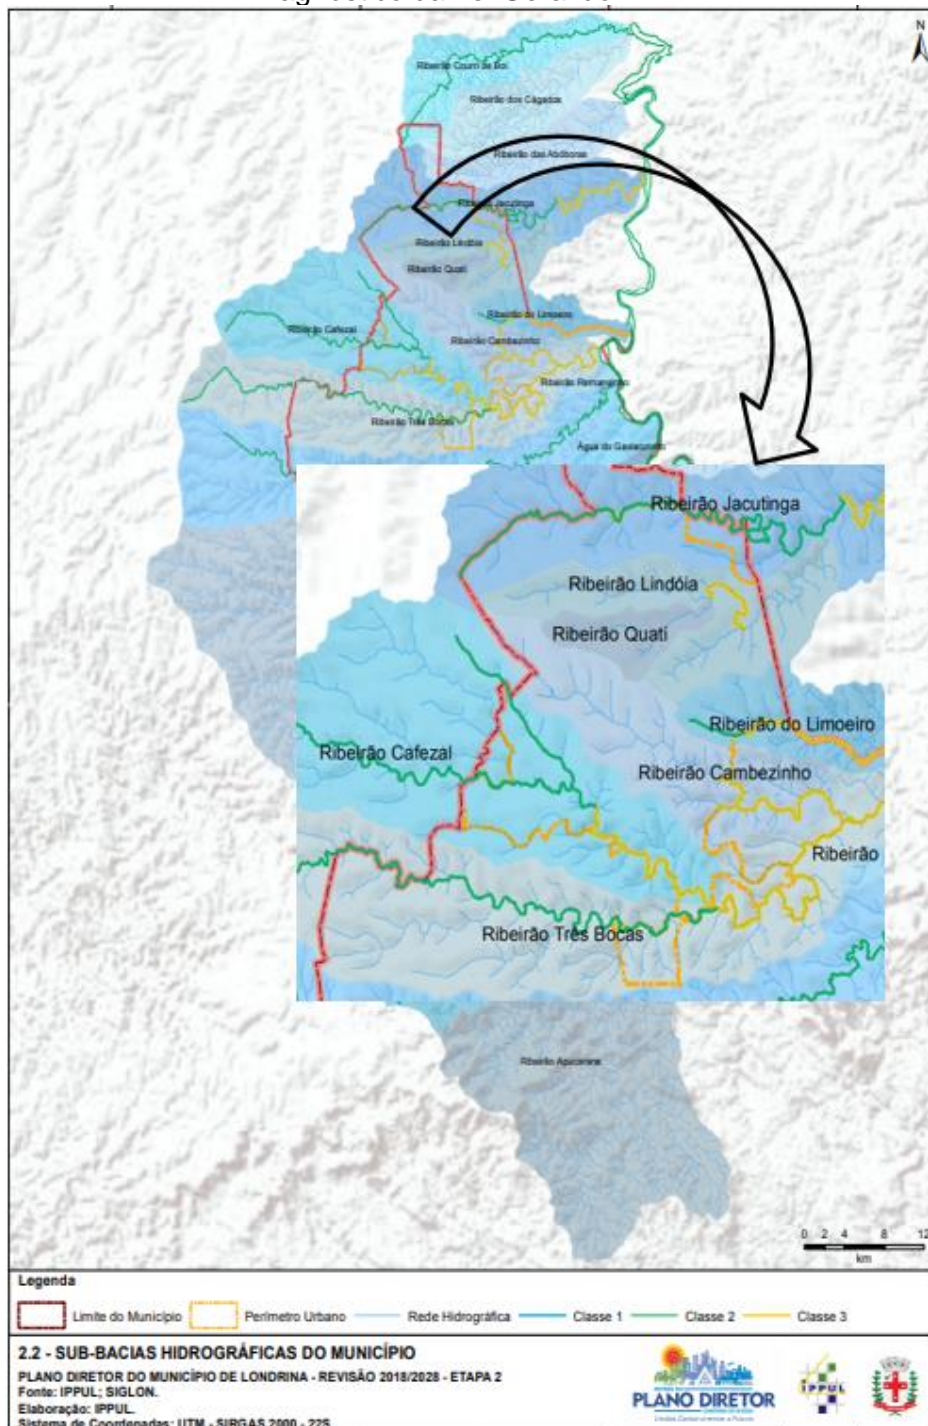 N
Ribeirão Couro de Boi
Ribeirão dos Cágados
Ribeirão das Abóboras
Ribeirão Jacutinga
Ribeirão Lindóia
Ribeirão Quati
Ribeirão do Limoeiro
Ribeirão Cafezal
Ribeirão Cambezinho
Ribeirão Três Bocas
Ribeirão Jacutinga
Ribeirão Lindóia
Ribeirão Quati
Ribeirão do Limoeiro
Ribeirão Cafezal
Ribeirão Cambezinho
Ribeirão
Ribeirão Três Bocas
Ribeirão Apucarana
0 2 4 8 12
km
Legenda
Limite do Município Perímetro Urbano Rede Hidrográfica Classe 1 Classe 2 Classe 3
2.2 - SUB-BACIAS HIDROGRÁFICAS DO MUNICÍPIO
PLANO DIRETOR DO MUNICÍPIO DE LONDRINA - REVISÃO 2018/2028 - ETAPA 2
Fonte: IPPUL; SIGLON.
Elaboração: IPPUL.
Sistema de Coordenadas: UTM - SIRGAS 2000 - 22S
PLANO DIRETOR
IPPUL